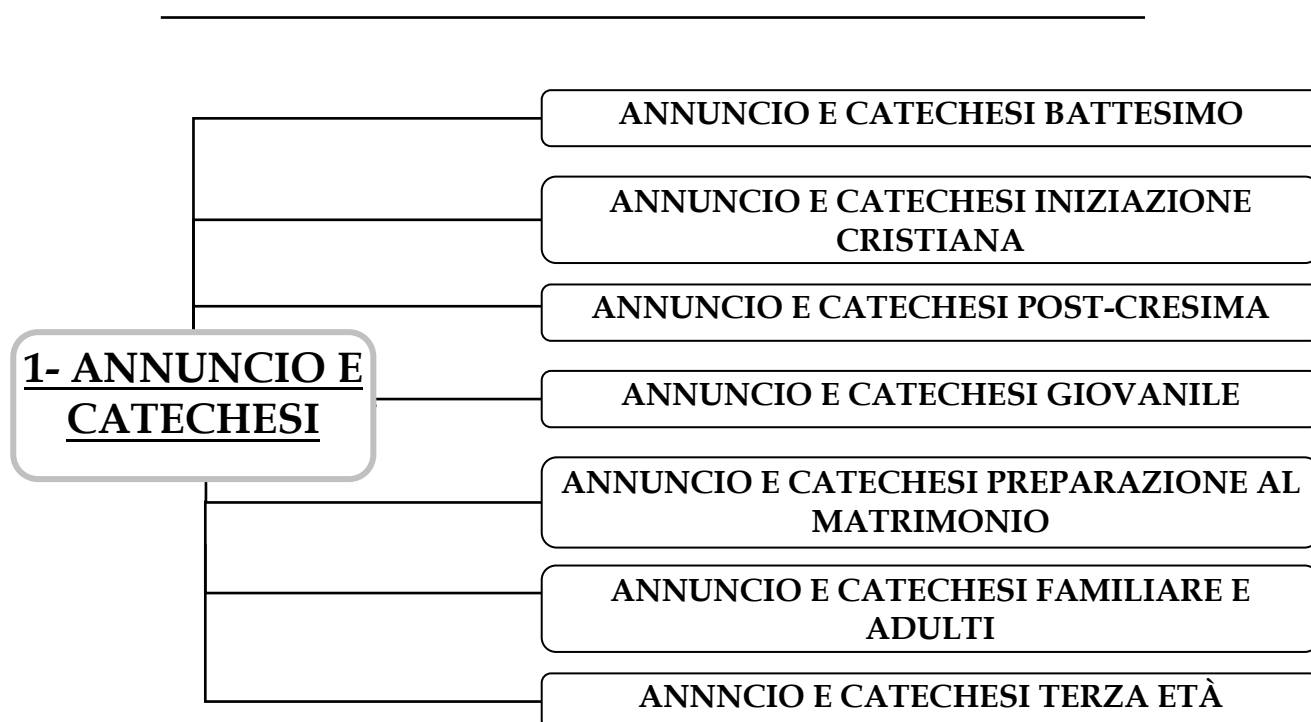 ANNUNCIO E CATECHESI BATTESIMO
ANNUNCIO E CATECHESI INIZIAZIONE
CRISTIANA
ANNUNCIO E CATECHESI POST-CRESIMA
1- ANNUNCIO E
CATECHESI
ANNUNCIO E CATECHESI GIOVANILE
ANNUNCIO E CATECHESI PREPARAZIONE AL
MATRIMONIO
ANNUNCIO E CATECHESI FAMILIARE E
ADULTI
ANNNCIO E CATECHESI TERZA ETÀ